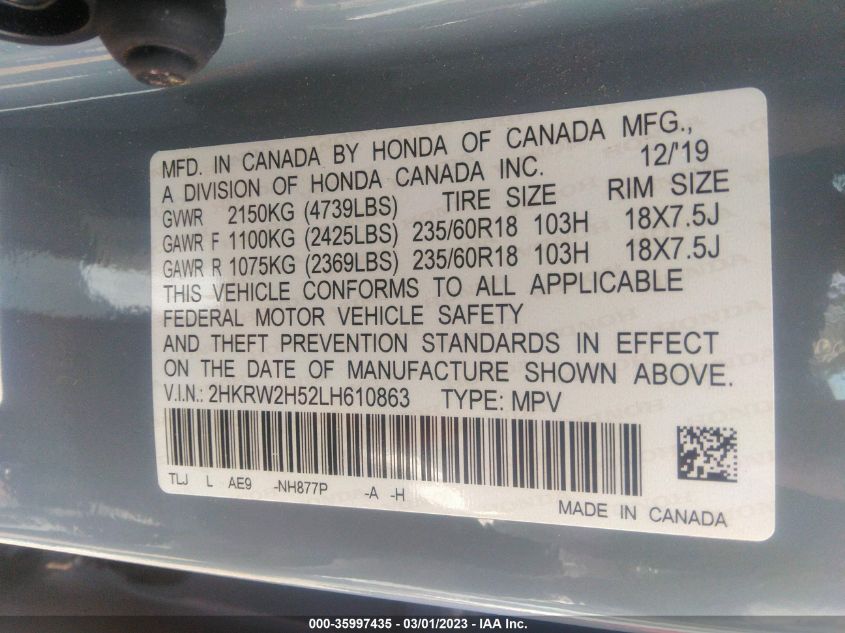 MFD. IN CANADA BY HONDA OF CANADA MFG.,
A DIVISION OF HONDA CANADA INC. 12/'19
GVWR 2150KG (4739LBS) TIRE SIZE RIM SIZE
GAWR F 1100KG (2425LBS) 235/60R18 103H 18X7.5J
GAWR R 1075KG (2369LBS) 235/60R18 103H 18X7.5J
THIS VEHICLE CONFORMS TO ALL APPLICABLE
FEDERAL MOTOR VEHICLE SAFETY
AND THEFT PREVENTION STANDARDS IN EFFECT
ON THE DATE OF MANUFACTURE SHOWN ABOVE.
V.I.N.: 2HKRW2H52LH610863 TYPE: MPV
TLJ L AE9 -NH877P -A -H
MADE IN CANADA
000-35997435 - 03/01/2023 - IAA Inc.